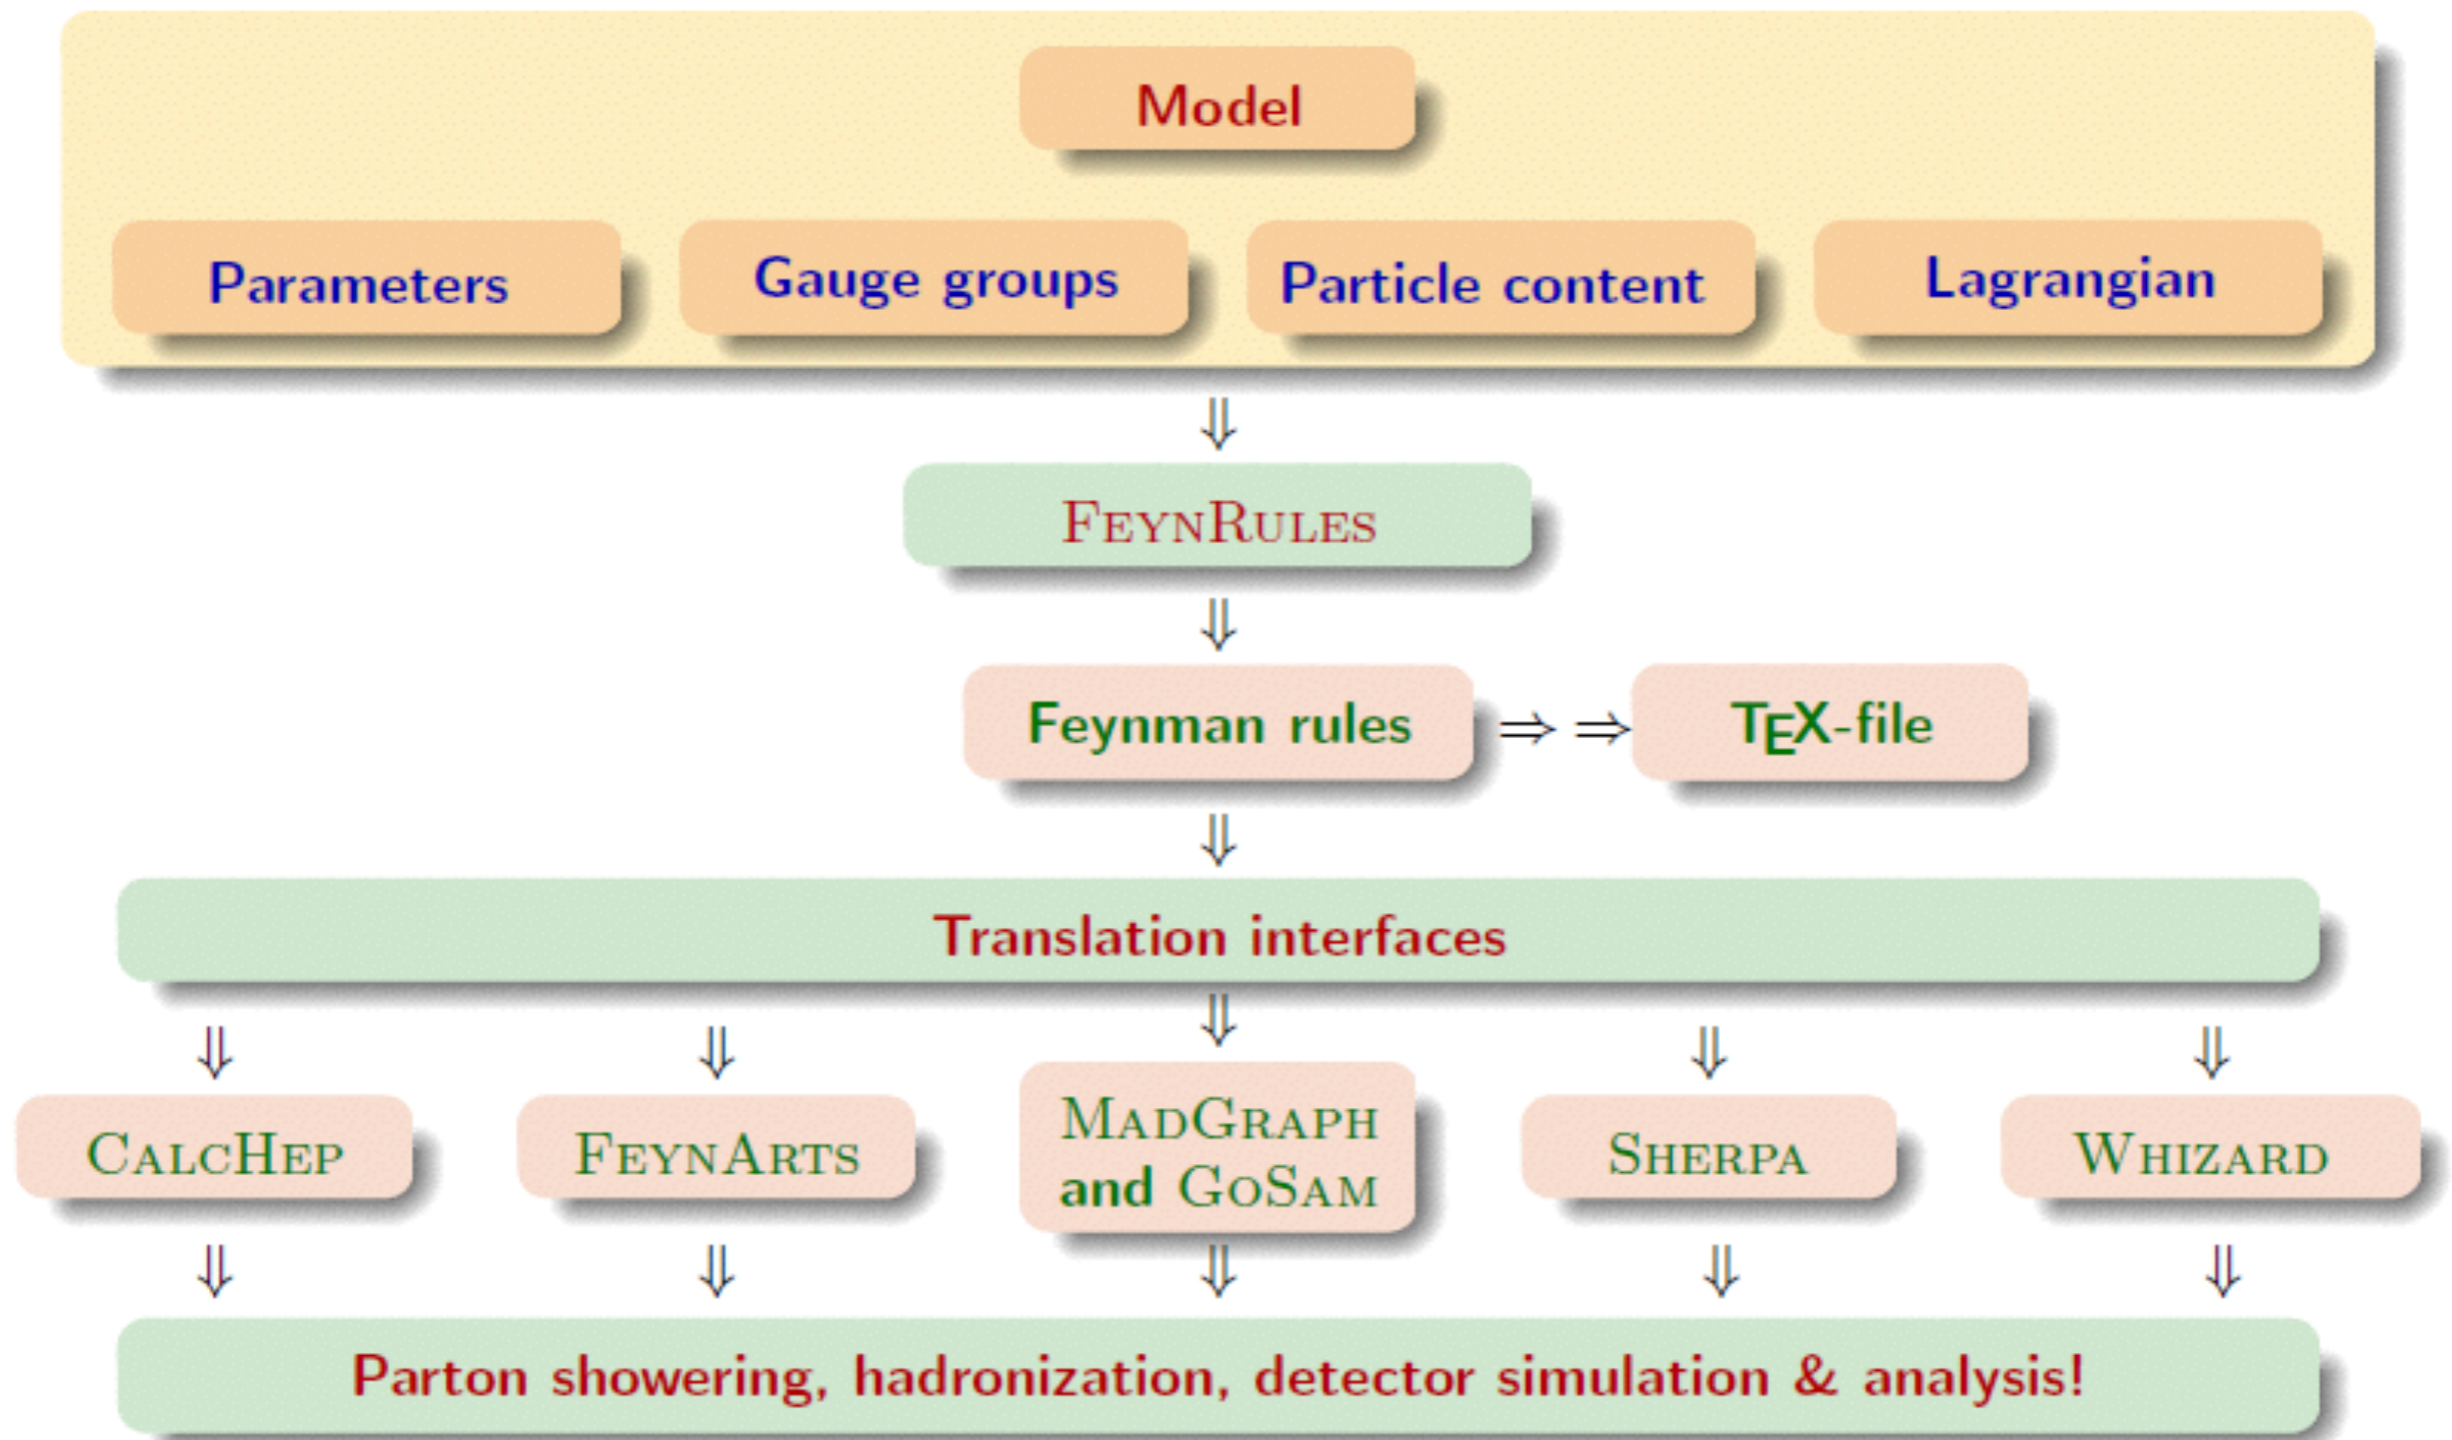 Model
Parameters
Gauge groups
Particle content
Lagrangian
⇓
FEYNRULES
⇓
Feynman rules ⇒ ⇒ TEX-file
⇓
Translation interfaces
⇓ ⇓ ⇓ ⇓ ⇓
CALCHEP
FEYNARTS
MADGRAPH
and GOSAM
SHERPA
WHIZARD
⇓ ⇓ ⇓ ⇓ ⇓
Parton showering, hadronization, detector simulation & analysis!